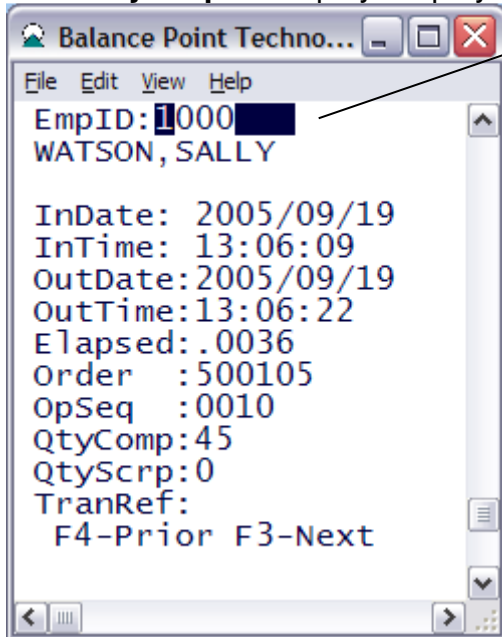 Balance Point Techno...
File Edit View Help
EmpID:1000
WATSON,SALLY
InDate: 2005/09/19
InTime: 13:06:09
OutDate:2005/09/19
OutTime:13:06:22
Elapsed:.0036
Order :500105
OpSeq :0010
QtyComp:45
QtyScrp:0
TranRef:
F4-Prior F3-Next